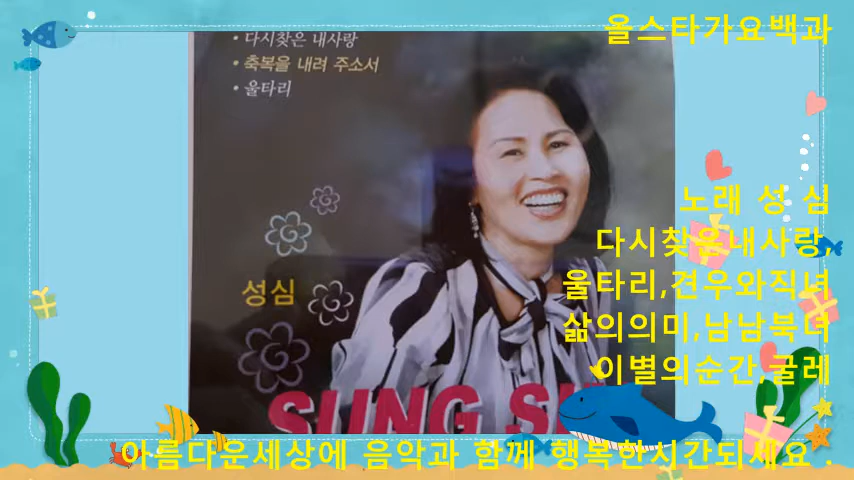 올스타가요백과
• 다시찾은 내사랑
• 축복을 내려 주소서
• 울타리
노래 성 심
다시찾은내사랑,
울타리,견우와직녀
삶의의미,남남북녀
이별의순간,굴레
성심
SUNG S
아름다운세상에 음악과 함께 행복한시간되세요 .